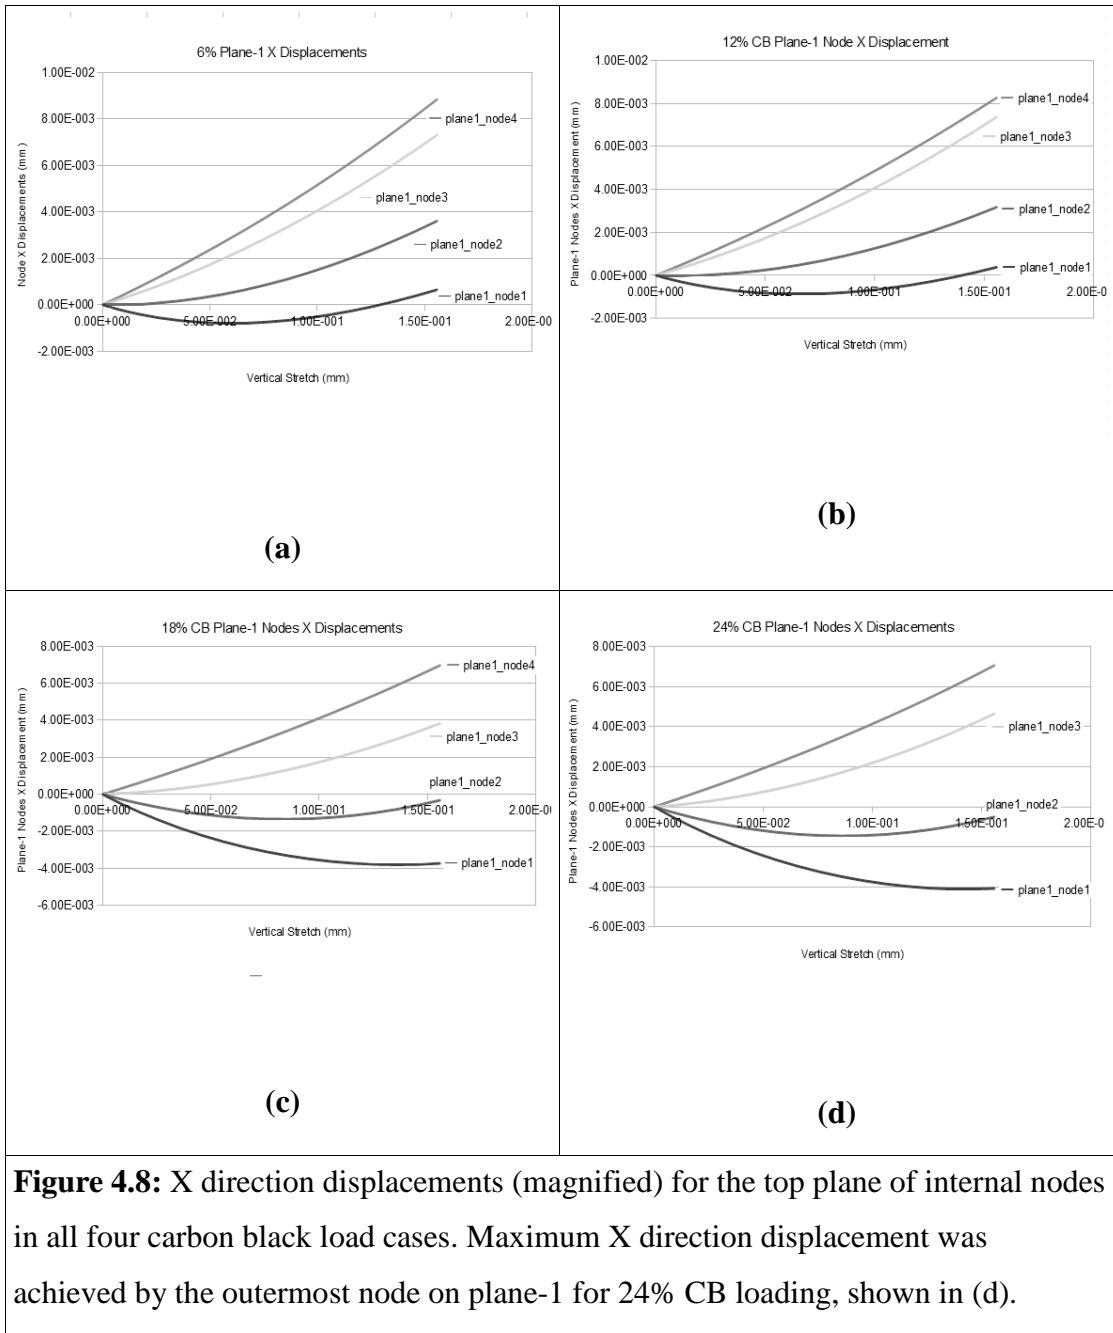 6% Plane-1 X Displacements
1.00E-002
8.00E-003
6.00E-003
4.00E-003
2.00E-003
0.00E+000
-2.00E-003
Node X Displacements (mm)
plane1_node4
plane1_node3
plane1_node2
plane1_node1
0.00E+000 5.00E-002 1.00E-001 1.50E-001 2.00E-0
Vertical Stretch (mm)
(a)
12% CB Plane-1 Node X Displacement
1.00E-002
8.00E-003
6.00E-003
4.00E-003
2.00E-003
0.00E+000
-2.00E-003
Plane-1 Nodes X Displacement (mm)
plane1_node4
plane1_node3
plane1_node2
plane1_node1
0.00E+000 5.00E-002 1.00E-001 1.50E-001 2.00E-0
Vertical Stretch (mm)
(b)
18% CB Plane-1 Nodes X Displacements
8.00E-003
6.00E-003
4.00E-003
2.00E-003
0.00E+000
-2.00E-003
-4.00E-003
-6.00E-003
Plane-1 Nodes X Displacement (mm)
plane1_node4
plane1_node3
plane1_node2
plane1_node1
0.00E+000 5.00E-002 1.00E-001 1.50E-001 2.00E-0
Vertical Stretch (mm)
(c)
24% CB Plane-1 Nodes X Displacements
8.00E-003
6.00E-003
4.00E-003
2.00E-003
0.00E+000
-2.00E-003
-4.00E-003
-6.00E-003
Plane-1 Nodes X Displacement (mm)
plane1_node3
plane1_node2
plane1_node1
0.00E+000 5.00E-002 1.00E-001 1.50E-001 2.00E-0
Vertical Stretch (mm)
(d)
Figure 4.8: X direction displacements (magnified) for the top plane of internal nodes
in all four carbon black load cases. Maximum X direction displacement was
achieved by the outermost node on plane-1 for 24% CB loading, shown in (d).